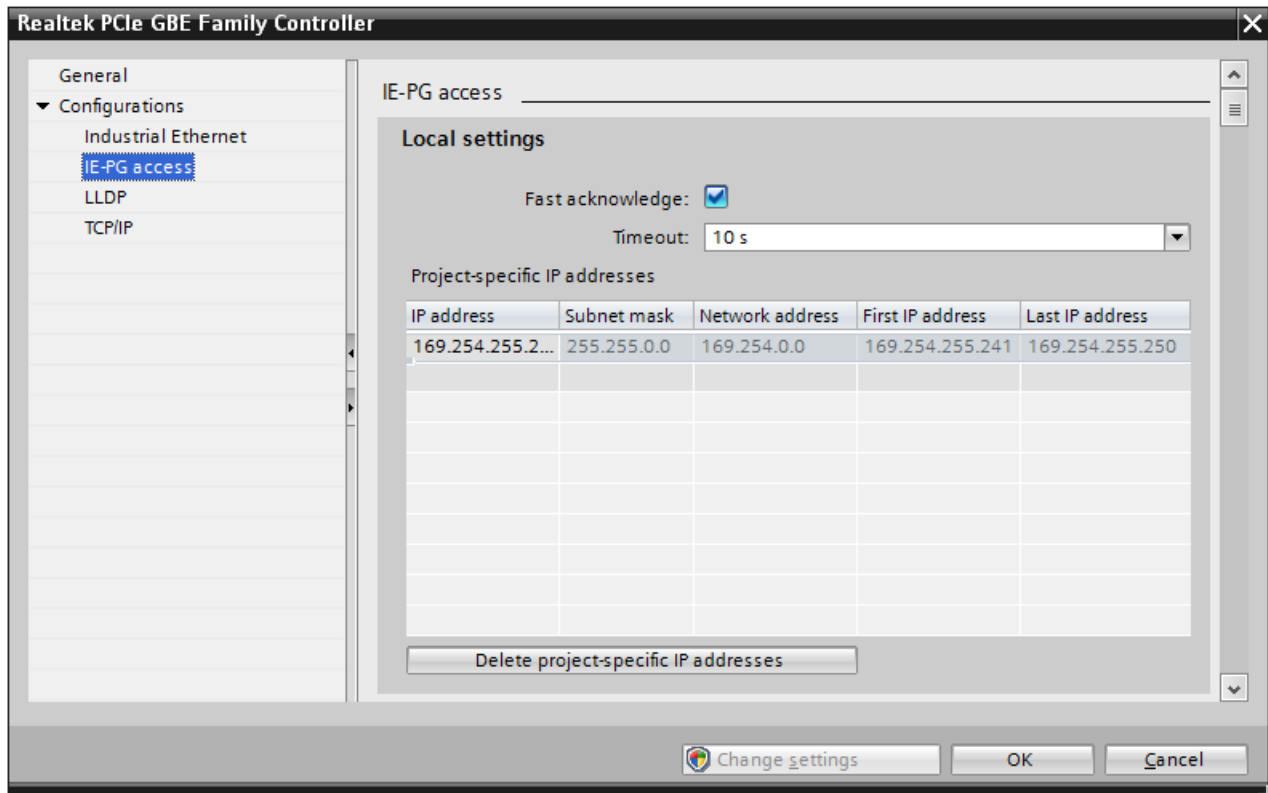 Realtek PCIe GBE Family Controller
General
Configurations
Industrial Ethernet
IE-PG access
LLDP
TCP/IP
IE-PG access
Local settings
Fast acknowledge:
Timeout: 10 s
Project-specific IP addresses
IP address Subnet mask Network address First IP address Last IP address
169.254.255.2... 255.255.0.0 169.254.0.0 169.254.255.241 169.254.255.250
Delete project-specific IP addresses
Change settings OK Cancel